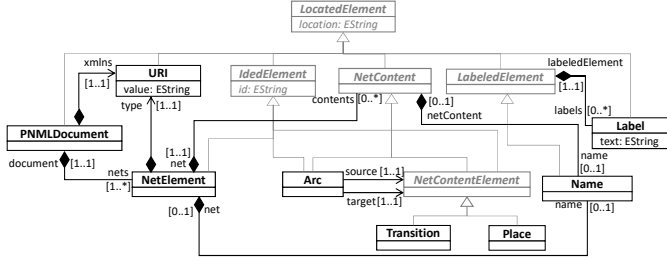 LocatedElement
location: EString
xmlns
[1..1]
URI
value: EString
type
[1..1]
IdedElement
id: EString
NetContent
contents
[0..*]
[0..1]
netContent
LabeledElement
labeledElement
[1..1]
labels
[0..*]
Label
text: EString
PNMLDocument
document
[1..1]
nets
[1..*]
[1..1]
net
NetElement
[0..1]
net
Arc
source
[1..1]
target
[1..1]
NetContentElement
name
[0..1]
Name
name
[0..1]
Transition
Place